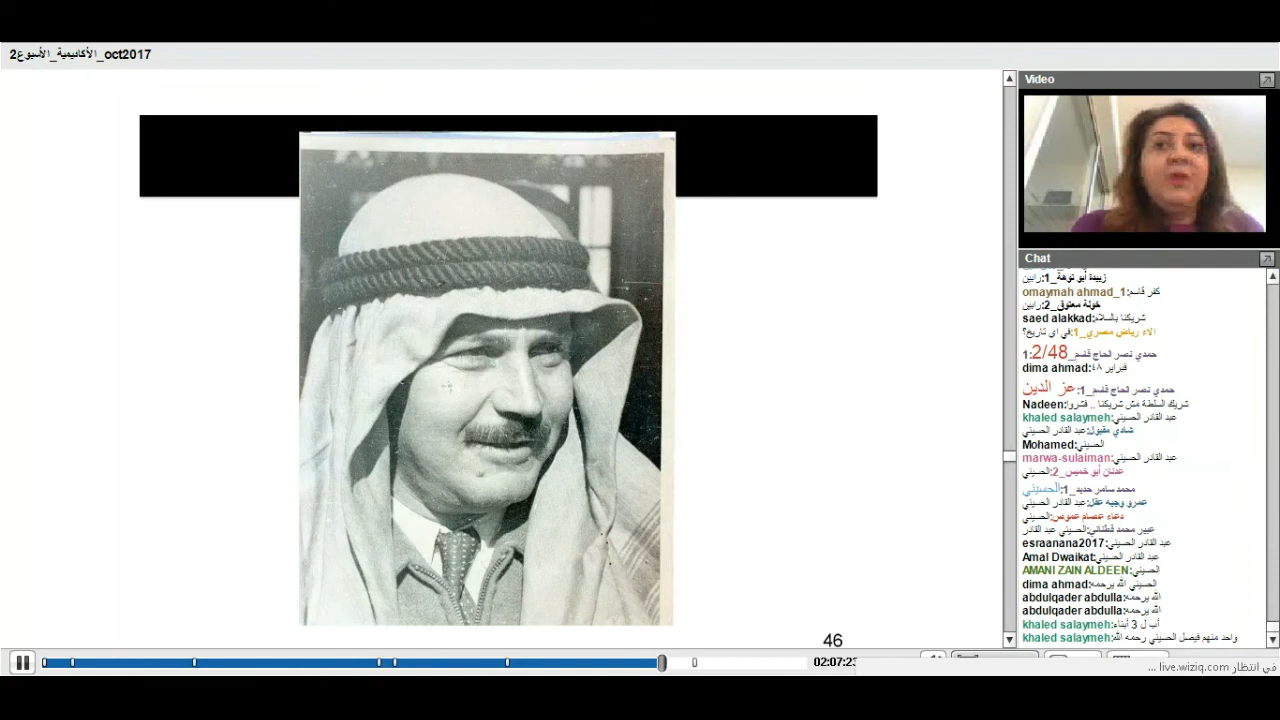 الأكاديمية_الأسبوع2_oct2017
Video
Chat
زبيدة أبو توهة_1:رابين
omaymah ahmad_1:كفر قاسم
خولة معتوق_2:رابين
saed alakkad:شريكنا بالسلام
الاء رياض مصري_1:في اي تاريخ؟
حمدي نصر الحاج قاسم_1:2/48
dima ahmad:فبراير ٤٨
حمدي نصر الحاج قاسم_1:عز الدين
Nadeen:شريك السلطة مش شريكنا .. فشروا
khaled salaymeh:عبد القادر الحسيني
شادي مقبول:عبد القادر الحسيني
Mohamed:الحسيني
marwa-sulaiman:عبد القادر الحسيني
عدنان أبو خميس_2:الحسيني
محمد سامر حديد_1:الحسيني
عمرو وجيه عقل:عبد القادر الحسيني
دعاء عصام عموص:الحسيني
عبير محمد قطناني:الحسيني عبد القادر
esraanana2017:عبد القادر الحسيني
Amal Dwaikat:عبد القادر الحسيني
AMANI ZAIN ALDEEN:الحسيني
dima ahmad:الحسيني الله يرحمه
abdulqader abdulla:الله يرحمه
abdulqader abdulla:الله يرحمه
khaled salaymeh:أب ل 3 أبناء
khaled salaymeh:واحد منهم فيصل الحسيني رحمه الله
46
02:07:23
في انتظار live.wiziq.com ...